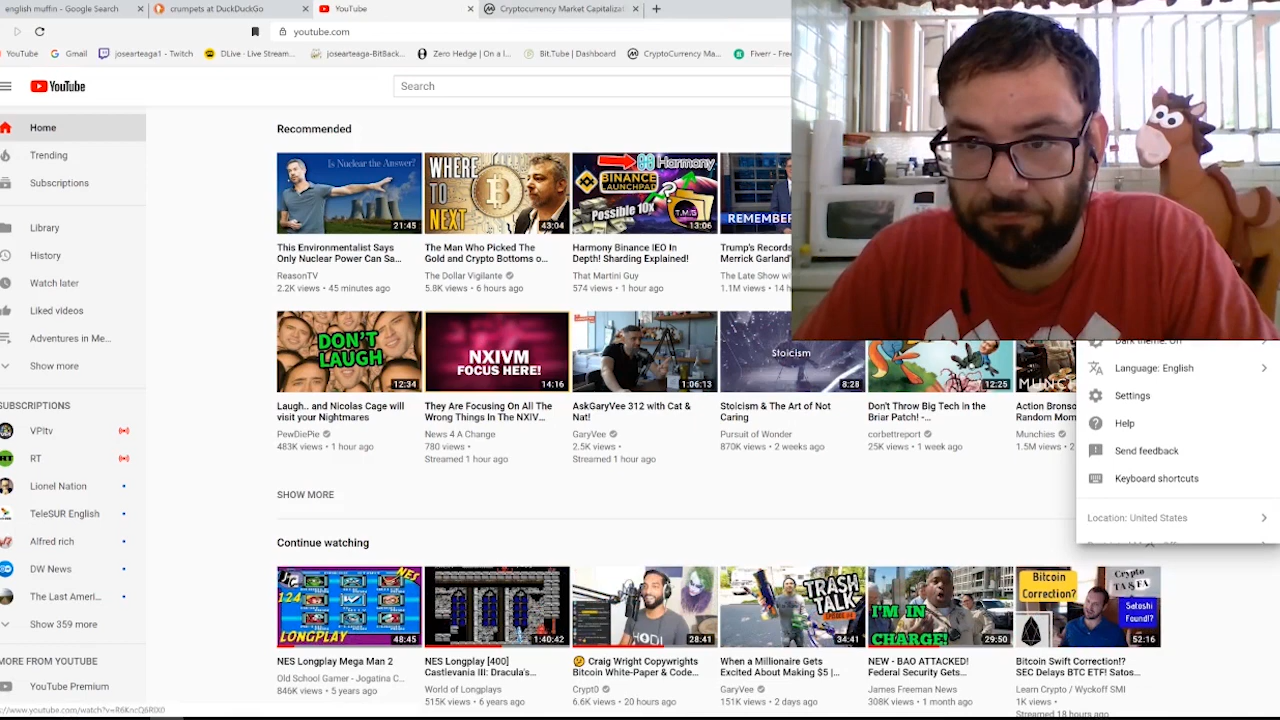 english muffin - Google Search
crumpets at DuckDuckGo
YouTube
Cryptocurrency Market Capitaliza
youtube.com
YouTube
Gmail
josearteaga1 - Twitch
DLive · Live Stream...
josearteaga-BitBack...
Zero Hedge | On a l...
Bit.Tube | Dashboard
CryptoCurrency Ma...
Fiverr - Free
YouTube
Search
Home
Trending
Subscriptions
Library
History
Watch later
Liked videos
Adventures in Me...
Show more
SUBSCRIPTIONS
VPItv
RT
Lionel Nation
TeleSUR English
Alfred rich
DW News
The Last Ameri...
Show 359 more
MORE FROM YOUTUBE
YouTube Premium
Recommended
Is Nuclear the Answer?
21:45
This Environmentalist Says
Only Nuclear Power Can Sa...
ReasonTV
2.2K views • 45 minutes ago
WHERE
TO
NEXT
43:04
The Man Who Picked The
Gold and Crypto Bottoms o...
The Dollar Vigilante
5.8K views • 6 hours ago
Harmony
BINANCE
LAUNCHPAD
Possible 10x
?
T.M.G
13:06
Harmony Binance IEO In
Depth! Sharding Explained!
That Martini Guy
574 views • 1 hour ago
REMEMBE
Trump's Records
Merrick Garland'
The Late Show wi
1.1M views • 14 h
DON'T
LAUGH
12:34
Laugh.. and Nicolas Cage will
visit your Nightmares
PewDiePie
483K views • 1 hour ago
NXIVM
FOCUS HERE!
14:16
They Are Focusing On All The
Wrong Things In The NXIV...
News 4 A Change
780 views •
Streamed 1 hour ago
1:06:13
AskGaryVee 312 with Cat &
Nat!
GaryVee
2.5K views •
Streamed 1 hour ago
Stoicism
8:28
Stoicism & The Art of Not
Caring
Pursuit of Wonder
870K views • 2 weeks ago
12:25
Don't Throw Big Tech in the
Briar Patch! -...
corbettreport
25K views • 1 week ago
MUNC
Action Bronso
Random Mom
Munchies
1.5M views • 2
SHOW MORE
Language: English
Settings
Help
Send feedback
Keyboard shortcuts
Location: United States
Continue watching
NES
124
LONGPLAY
48:45
NES Longplay Mega Man 2
Old School Gamer - Jogatina C...
846K views • 5 years ago
1:40:42
NES Longplay [400]
Castlevania III: Dracula's...
World of Longplays
515K views • 6 years ago
HODL
28:41
Craig Wright Copyrights
Bitcoin White-Paper & Code...
Crypt0
6.6K views • 20 hours ago
TRASH
TALK
34:41
When a Millionaire Gets
Excited About Making $5 |...
GaryVee
151K views • 2 days ago
I'M IN
CHARGE!
29:50
NEW - BAO ATTACKED!
Federal Security Gets...
James Freeman News
308K views • 1 month ago
Bitcoin
Correction?
Crypto
TA & FA
Satoshi
Found!?
52:16
Bitcoin Swift Correction!?
SEC Delays BTC ETF! Satos...
Learn Crypto / Wyckoff SMI
1K views •
Streamed 18 hours ago